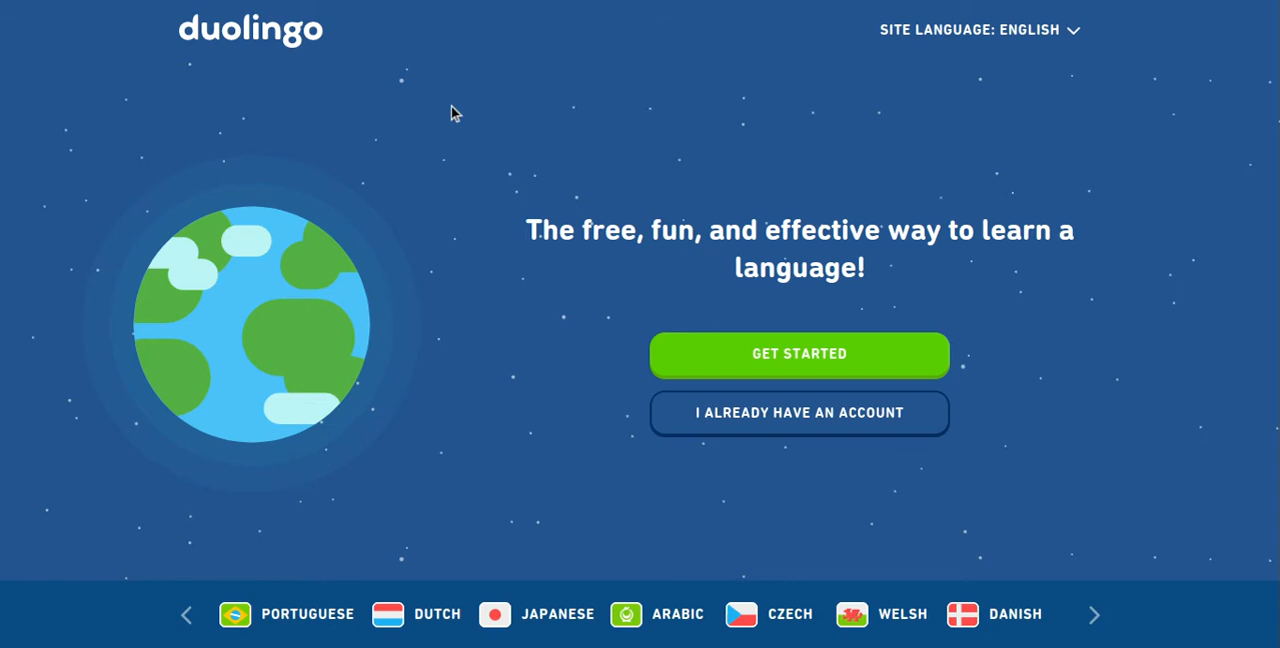 duolingo
SITE LANGUAGE: ENGLISH
The free, fun, and effective way to learn a
language!
GET STARTED
I ALREADY HAVE AN ACCOUNT
PORTUGUESE DUTCH JAPANESE ARABIC CZECH WELSH DANISH